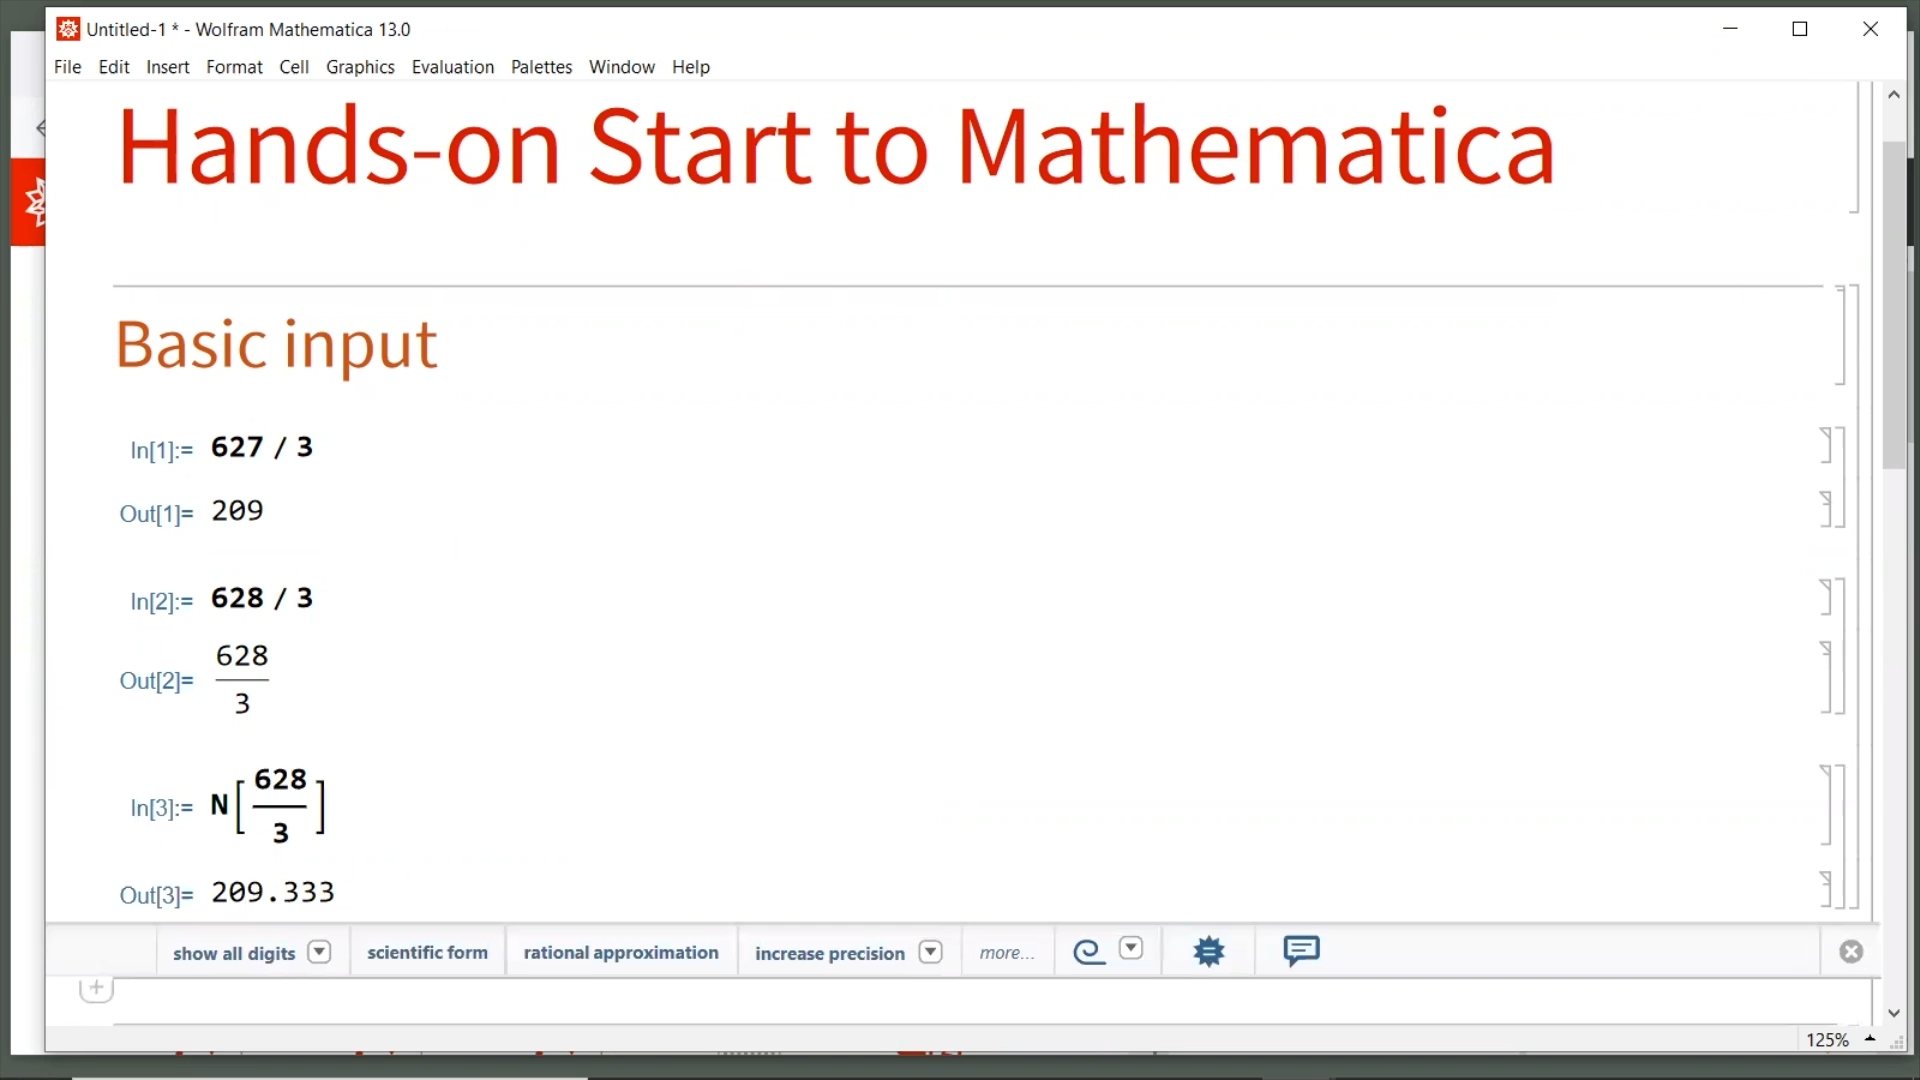 Untitled-1 * - Wolfram Mathematica 13.0
File Edit Insert Format Cell Graphics Evaluation Palettes Window Help
Hands-on Start to Mathematica
Basic input
In[1]:= 627 / 3
Out[1]= 209
In[2]:= 628 / 3
Out[2]= 628
3
In[3]:= N[628
3]
Out[3]= 209.333
show all digits scientific form rational approximation increase precision more...
125%